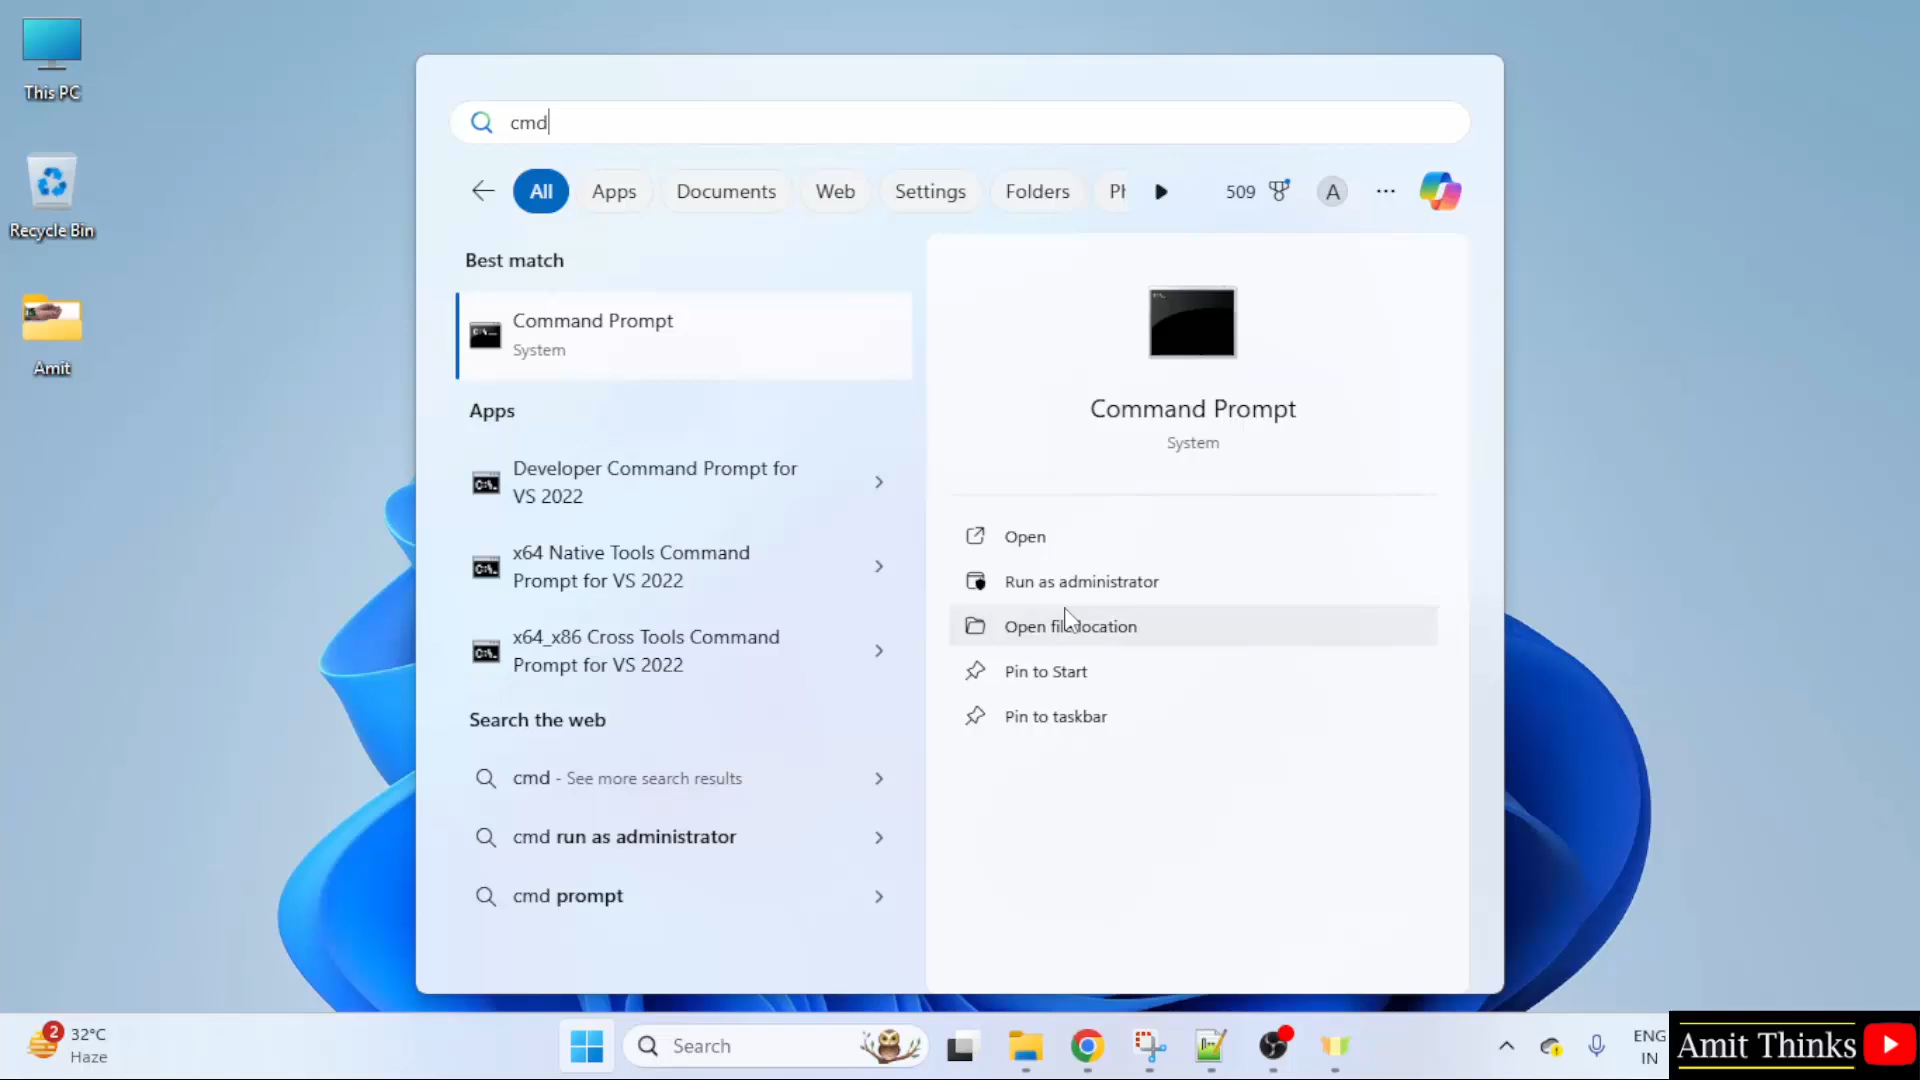 This PC
Recycle Bin
Amit
cmd
All
Apps
Documents
Web
Settings
Folders
509
A
Best match
Command Prompt
System
Apps
Developer Command Prompt for
VS 2022
x64 Native Tools Command
Prompt for VS 2022
x64_x86 Cross Tools Command
Prompt for VS 2022
Search the web
cmd - See more search results
cmd run as administrator
cmd prompt
Command Prompt
System
Open
Run as administrator
Open file location
Pin to Start
Pin to taskbar
2
32°C
Haze
Search
ENG
IN
Amit Thinks